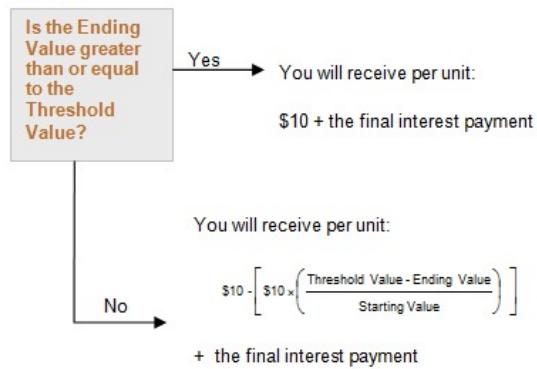 Is the Ending
Value greater
than or equal
to the
Threshold
Value?
Yes
You will receive per unit:
$10 + the final interest payment
No
You will receive per unit:
$10 - [ $10 × ( Threshold Value - Ending Value
Starting Value ) ]
+ the final interest payment